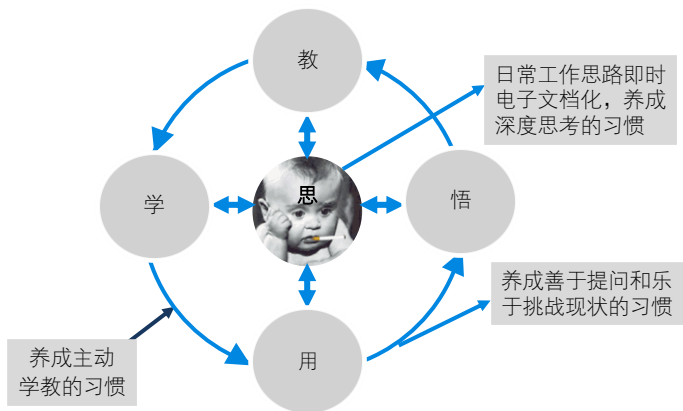 教
日常工作思路即时
电子文档化，养成
深度思考的习惯
学
思
悟
养成善于提问和乐
于挑战现状的习惯
养成主动
学教的习惯
用